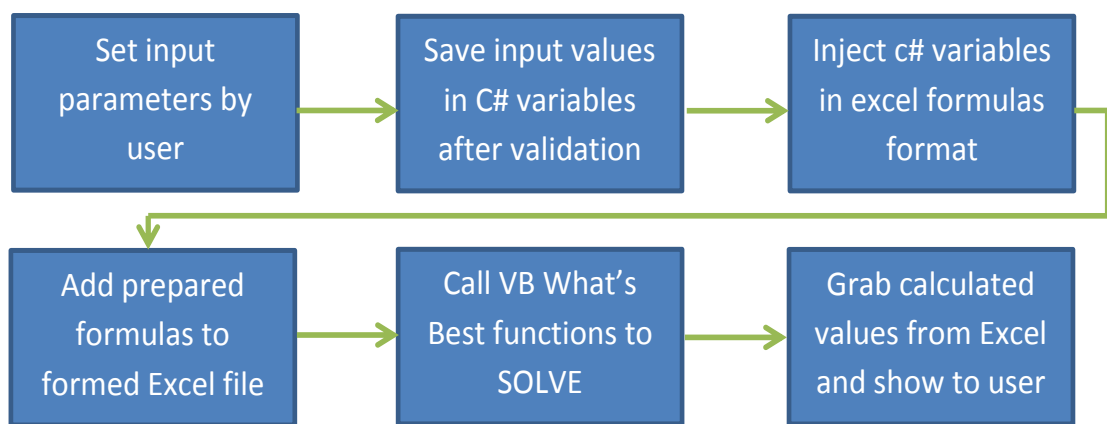 Set input
parameters by
user
Save input values
in C# variables
after validation
Inject c# variables
in excel formulas
format
Add prepared
formulas to
formed Excel file
Call VB What's
Best functions to
SOLVE
Grab calculated
values from Excel
and show to user